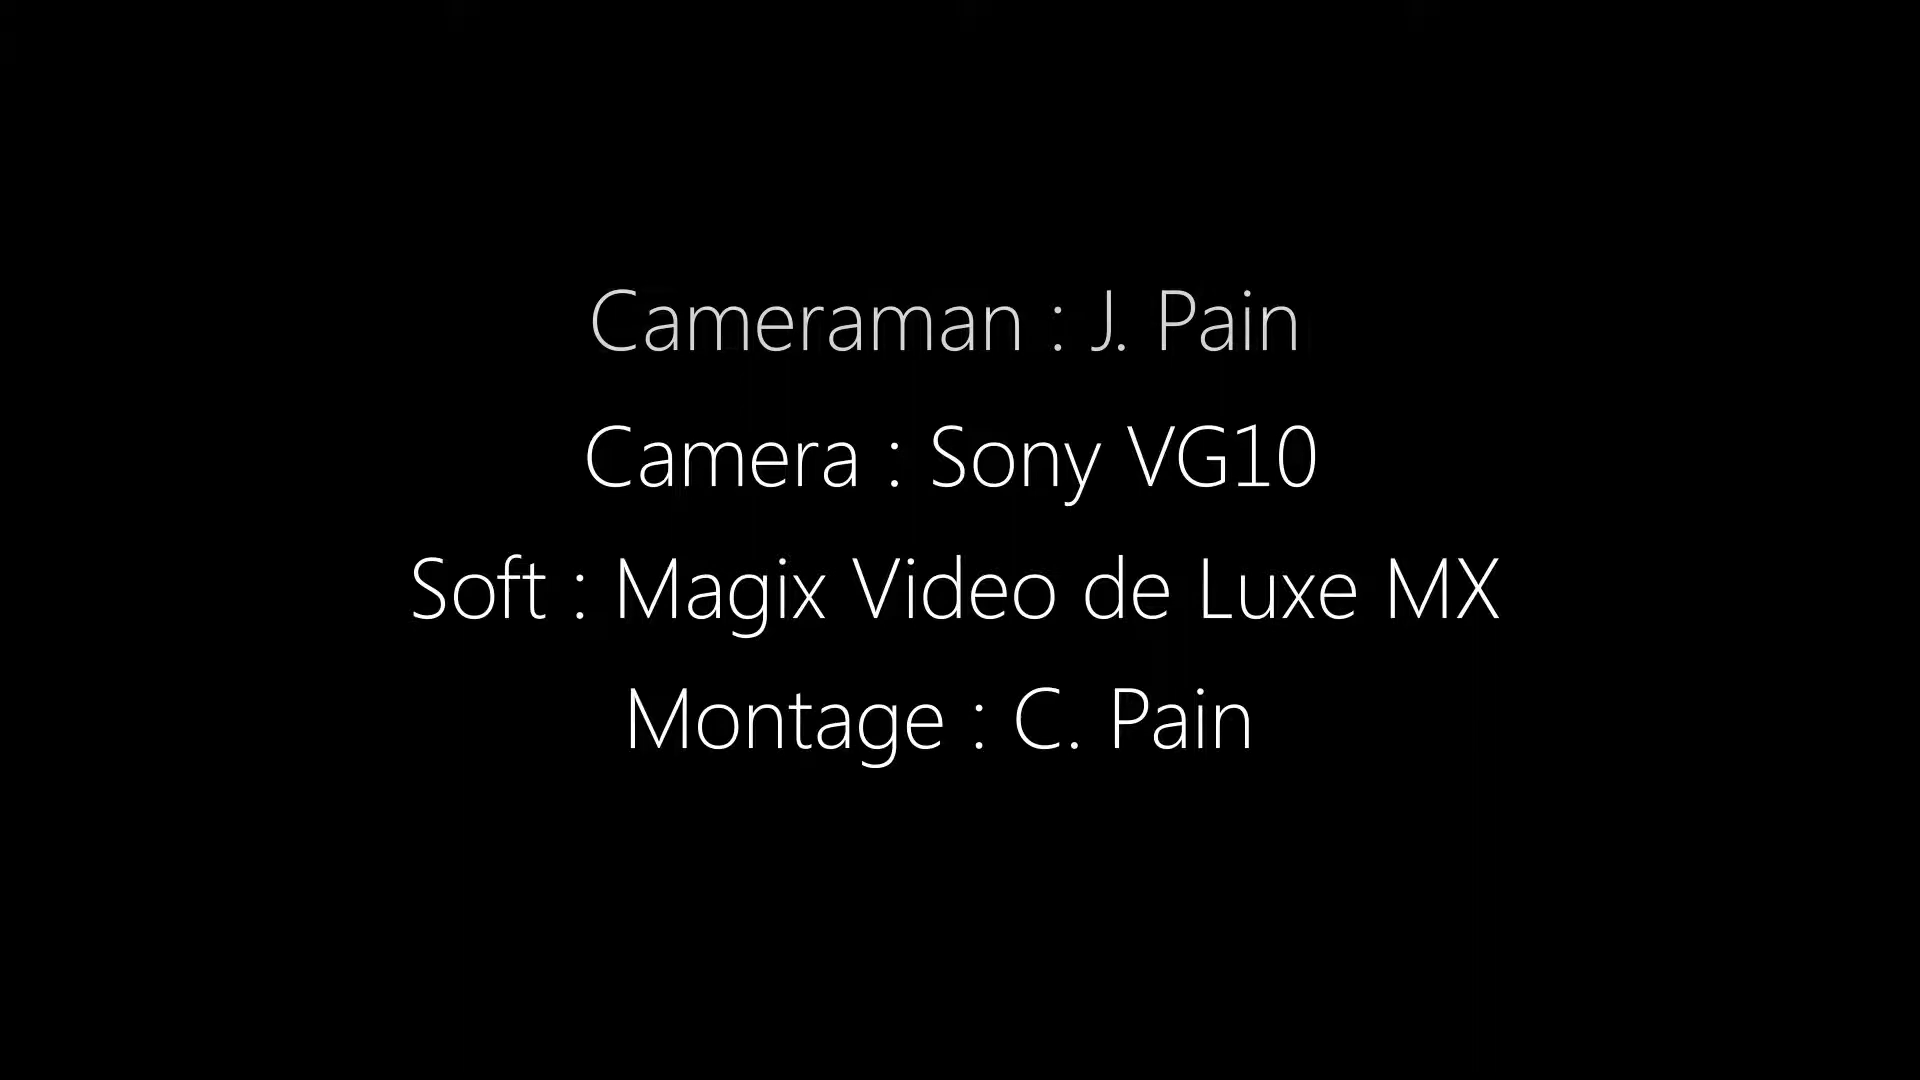 Cameraman : J. Pain
Camera : Sony VG10
Soft : Magix Video de Luxe MX
Montage : C. Pain